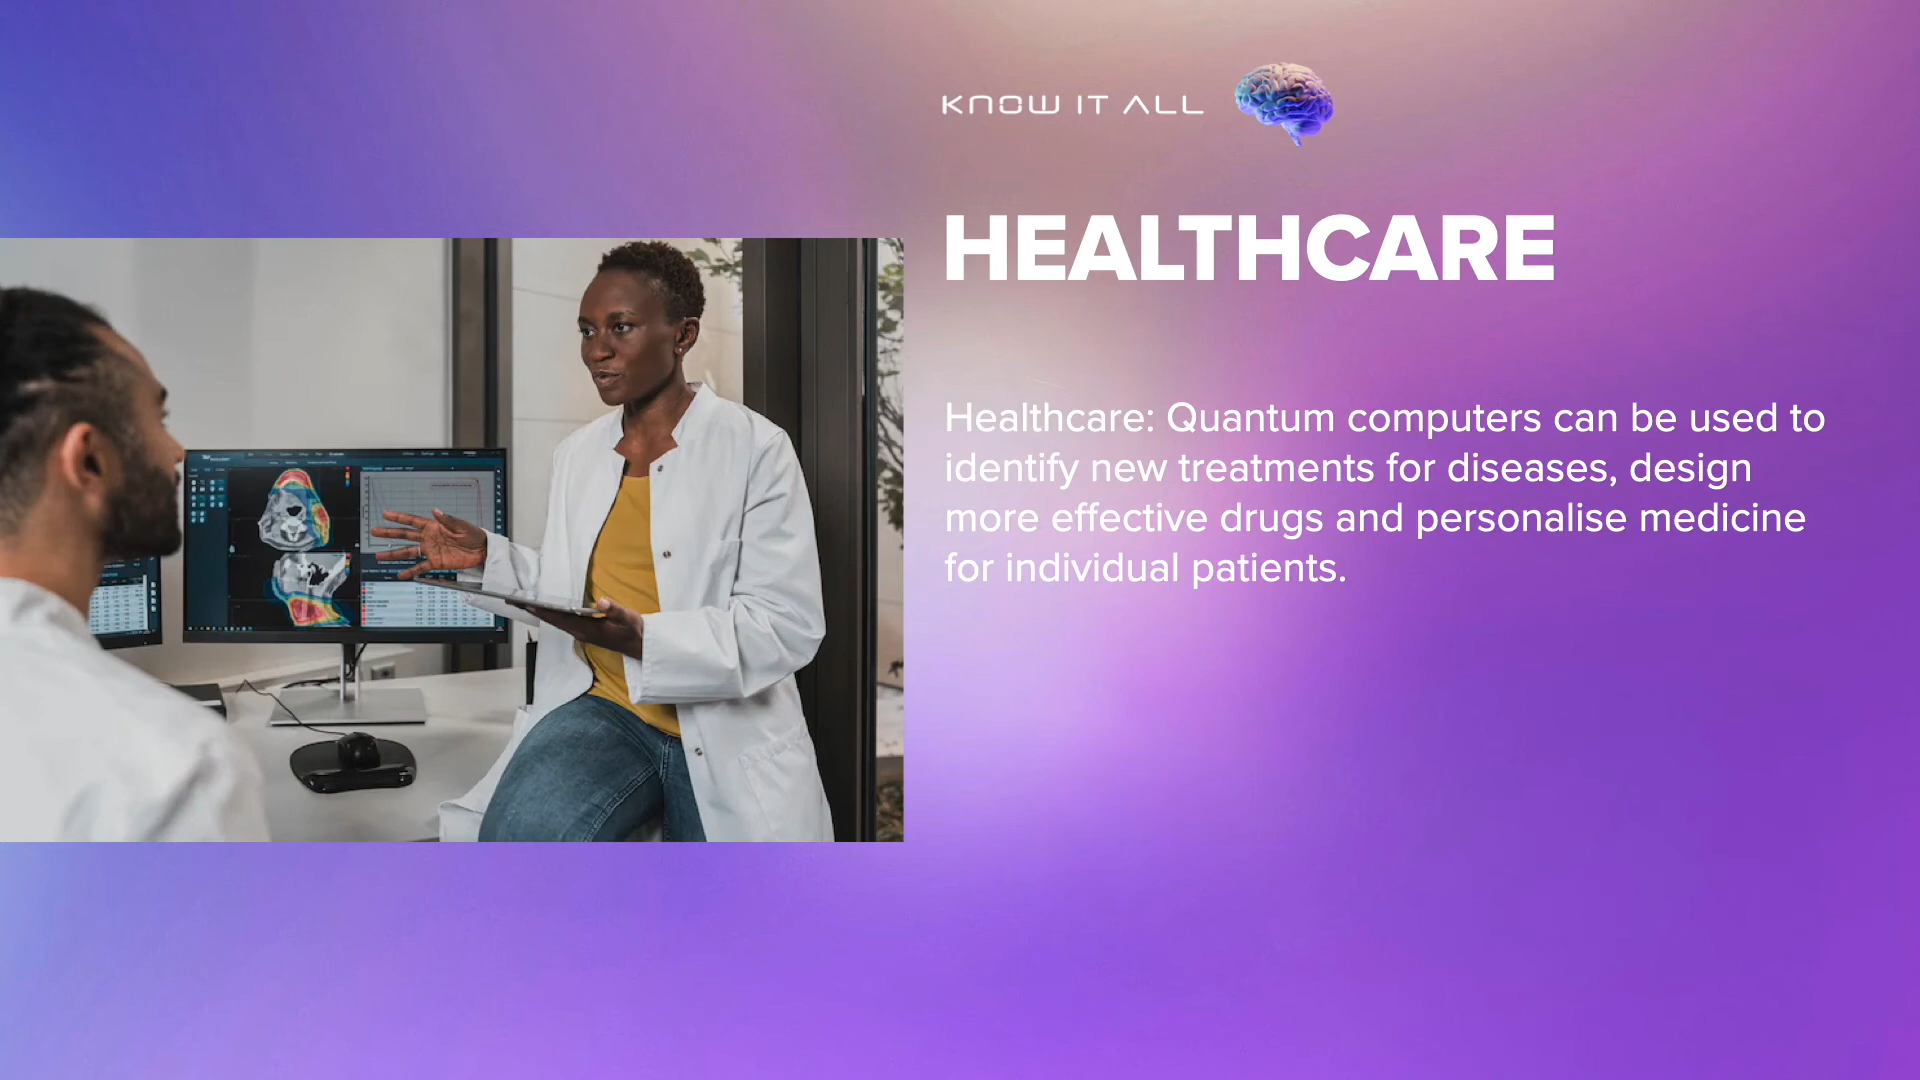 KNOW IT ALL
HEALTHCARE
Healthcare: Quantum computers can be used to
identify new treatments for diseases, design
more effective drugs and personalise medicine
for individual patients.